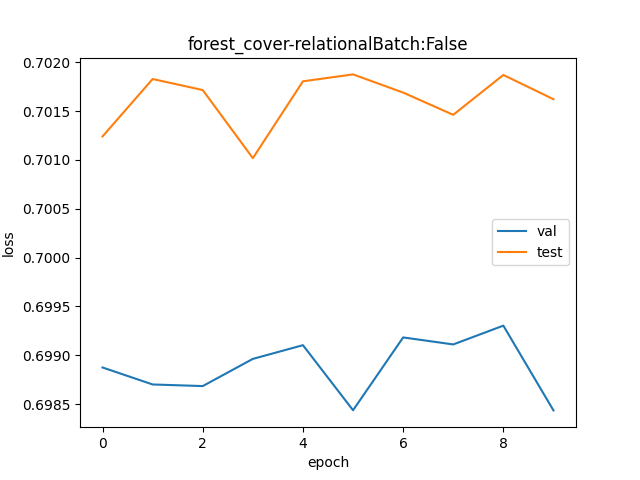 forest_cover-relationalBatch:False
0.7020
0.7015
0.7010
0.7005
0.7000
0.6995
0.6990
0.6985
loss
val
test
0 2 4 6 8
epoch